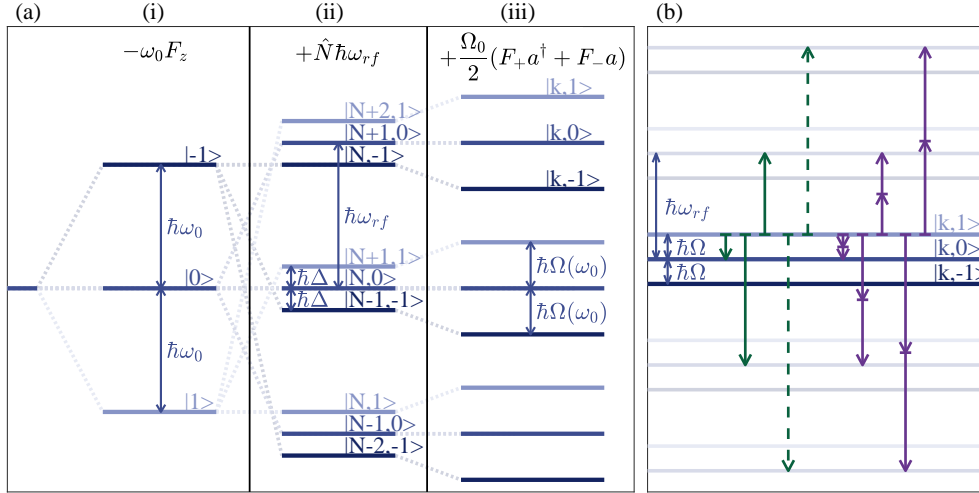 (a) (i) (ii) (iii) (b)
−ω₀F_z
+N̂ħω_rf
+Ω₀/2(F₊a† + F₋a)
|-1>
ħω₀
|0>
ħω₀
|1>
|N+2,1>
|N+1,0>
|N,-1>
ħω_rf
|N+1,1>
ħΔ |N,0>
ħΔ |N-1,-1>
|N,1>
|N-1,0>
|N-2,-1>
|k,1>
|k,0>
|k,-1>
ħΩ(ω₀)
ħΩ(ω₀)
ħω_rf
|k,1>
ħΩ |k,0>
ħΩ |k,-1>